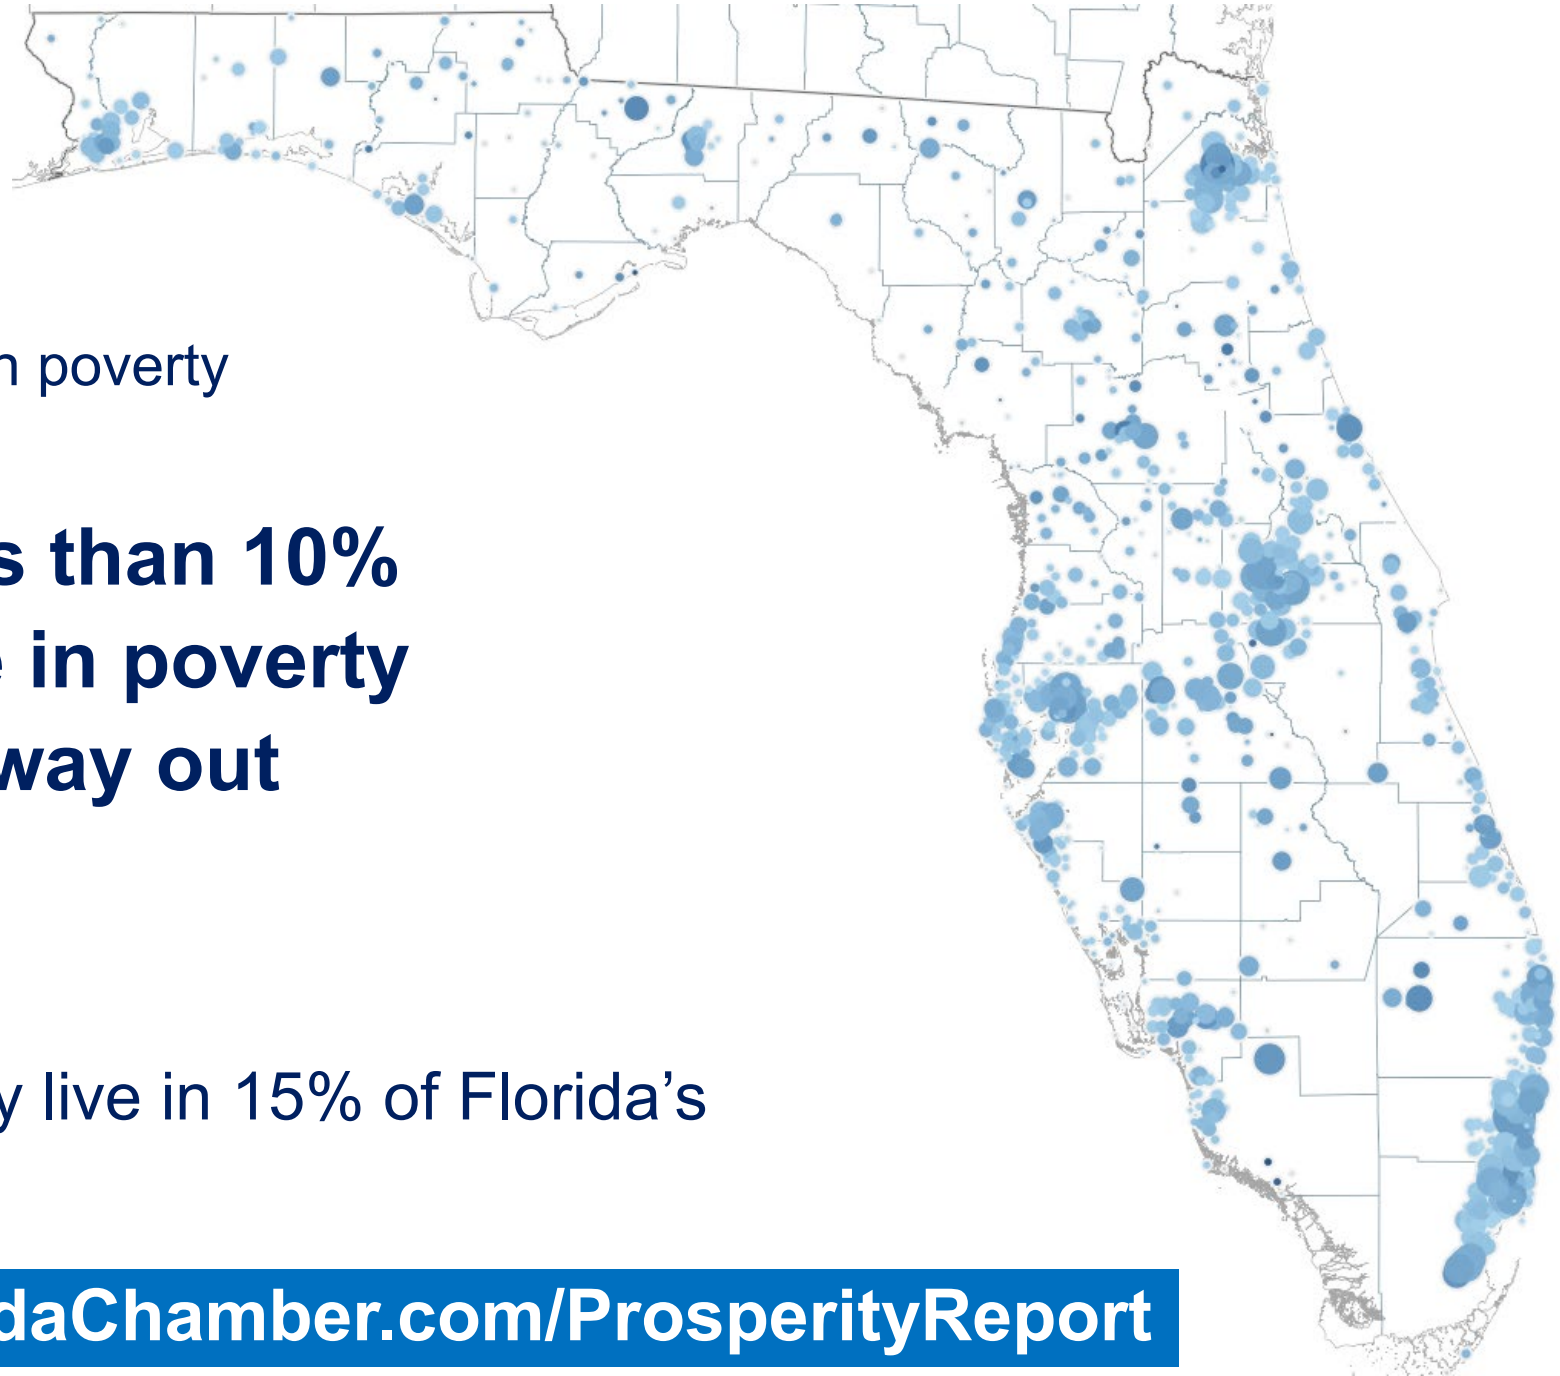 n poverty
s than 10%
e in poverty
way out
y live in 15% of Florida’s
daChamber.com/ProsperityReport